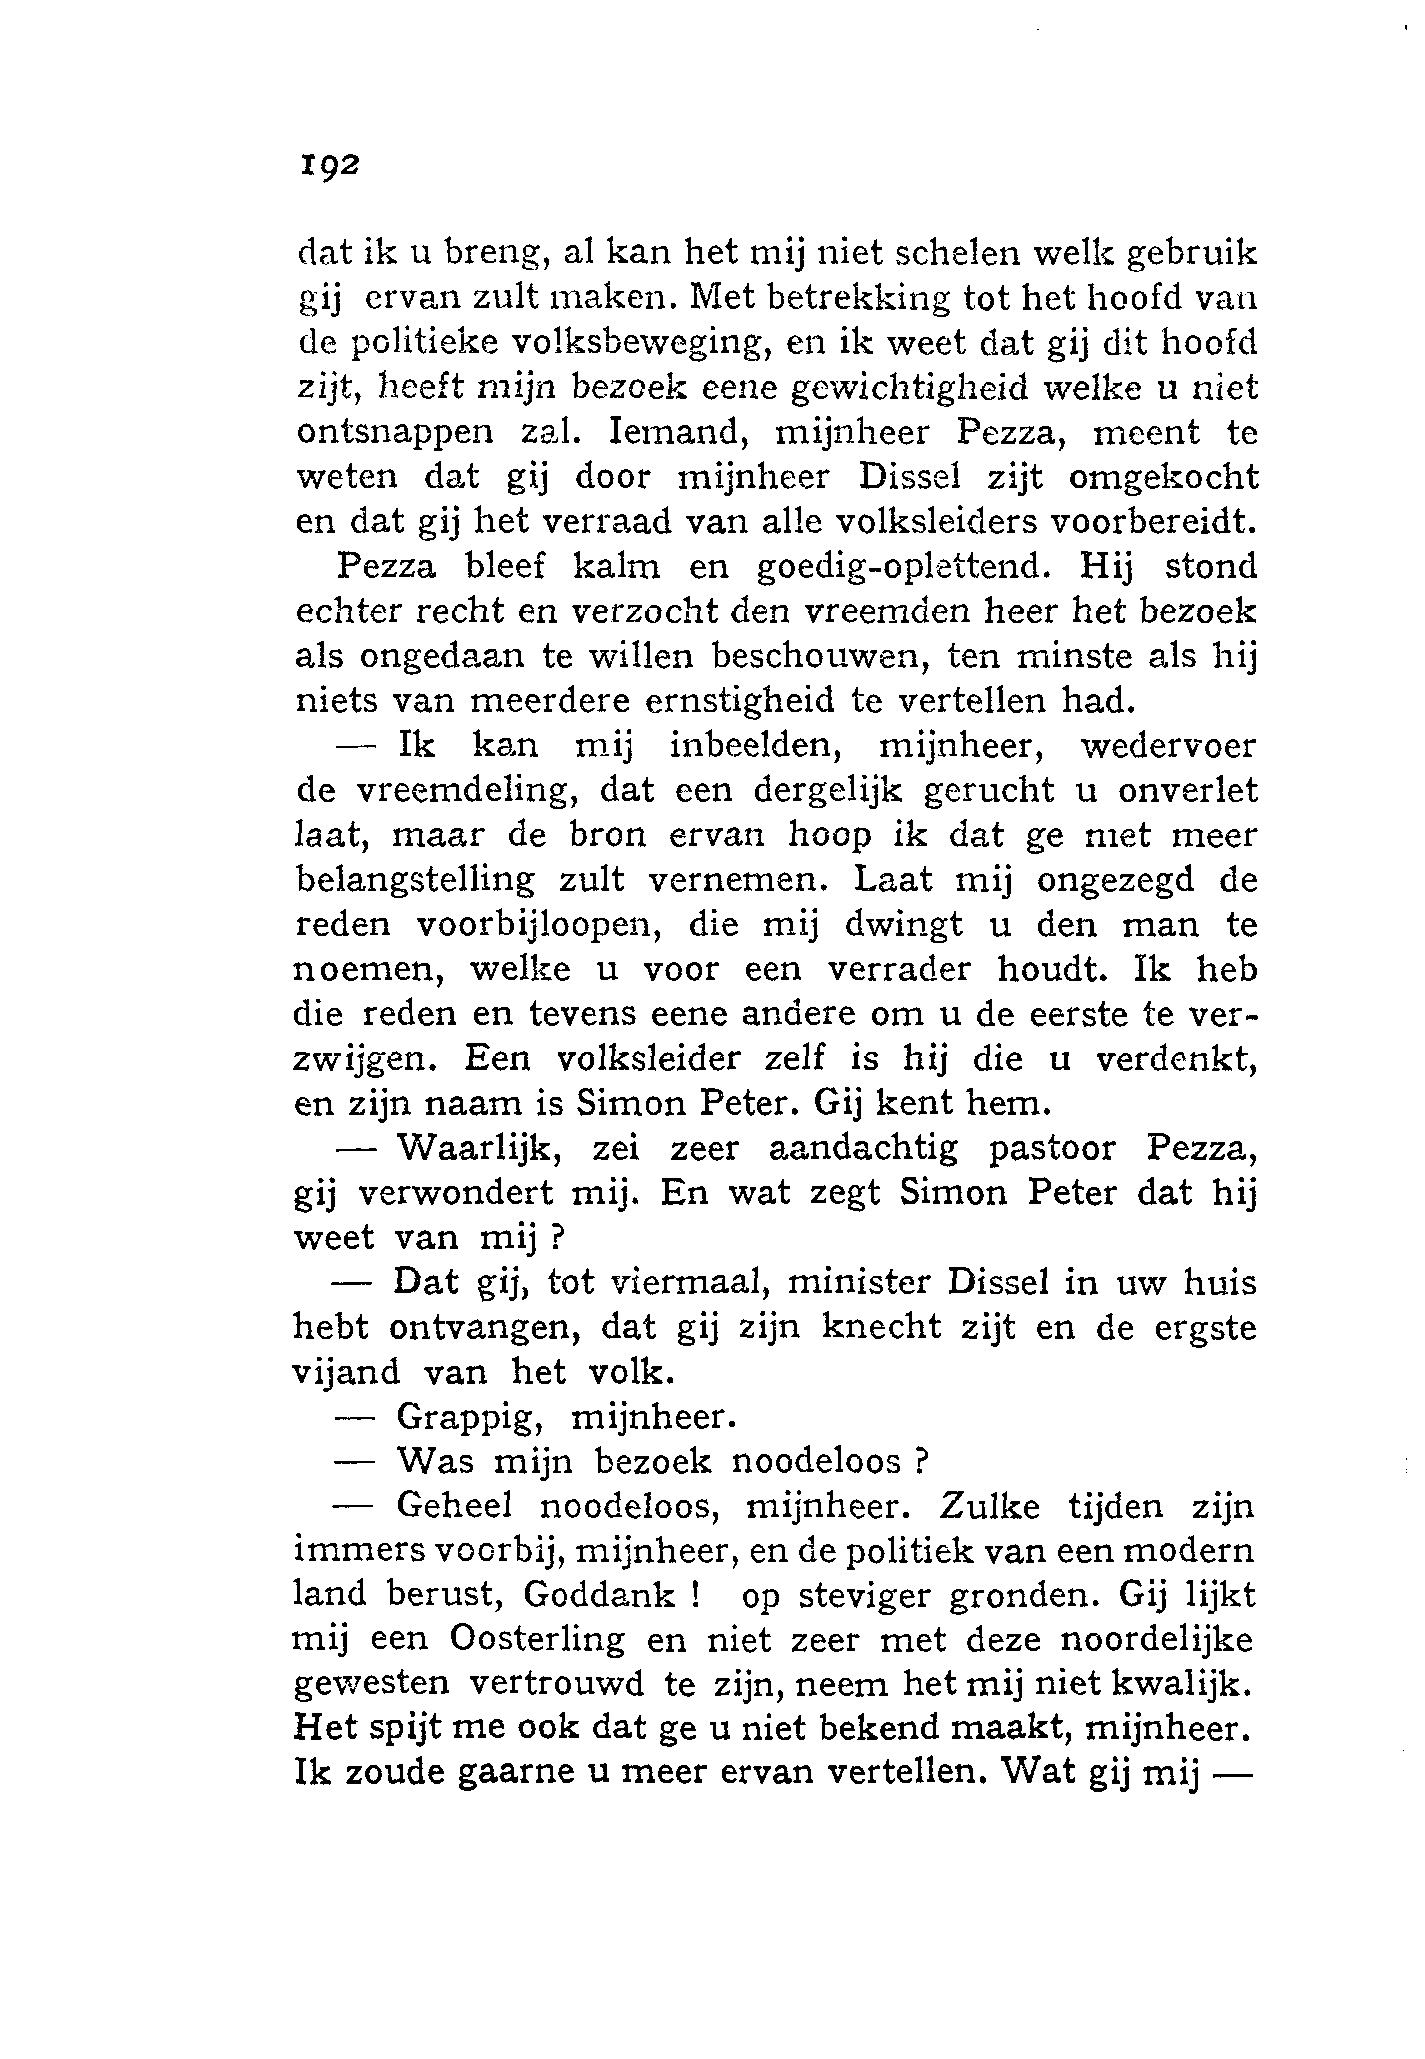 192
dat ik u breng, al kan het mij niet schelen welk gebruik
gij ervan zult maken. Met betrekking tot het hoofd van
de politieke volksbeweging, en ik weet dat gij dit hoofd
zijt, heeft mijn bezoek eene gewichtigheid welke u niet
ontsnappen zal. Iemand, mijnheer Pezza, meent te
weten dat gij door mijnheer Dissel zijt omgekocht
en dat gij het verraad van alle volksleiders voorbereidt.
Pezza bleef kalm en goedig-oplettend. Hij stond
echter recht en verzocht den vreemden heer het bezoek
als ongedaan te willen beschouwen, ten minste als hij
niets van meerdere ernstigheid te vertellen had.
— Ik kan mij inbeelden, mijnheer, wedervoer
de vreemdeling, dat een dergelijk gerucht u onverlet
laat, maar de bron ervan hoop ik dat ge met meer
belangstelling zult vernemen. Laat mij ongezegd de
reden voorbijloopen, die mij dwingt u den man te
noemen, welke u voor een verrader houdt. Ik heb
die reden en tevens eene andere om u de eerste te ver-
zwijgen. Een volksleider zelf is hij die u verdenkt,
en zijn naam is Simon Peter. Gij kent hem.
— Waarlijk, zei zeer aandachtig pastoor Pezza,
gij verwondert mij. En wat zegt Simon Peter dat hij
weet van mij ?
— Dat gij, tot viermaal, minister Dissel in uw huis
hebt ontvangen, dat gij zijn knecht zijt en de ergste
vijand van het volk.
— Grappig, mijnheer.
— Was mijn bezoek noodeloos ?
— Geheel noodeloos, mijnheer. Zulke tijden zijn
immers voorbij, mijnheer, en de politiek van een modern
land berust, Goddank ! op steviger gronden. Gij lijkt
mij een Oosterling en niet zeer met deze noordelijke
gewesten vertrouwd te zijn, neem het mij niet kwalijk.
Het spijt me ook dat ge u niet bekend maakt, mijnheer.
Ik zoude gaarne u meer ervan vertellen. Wat gij mij —